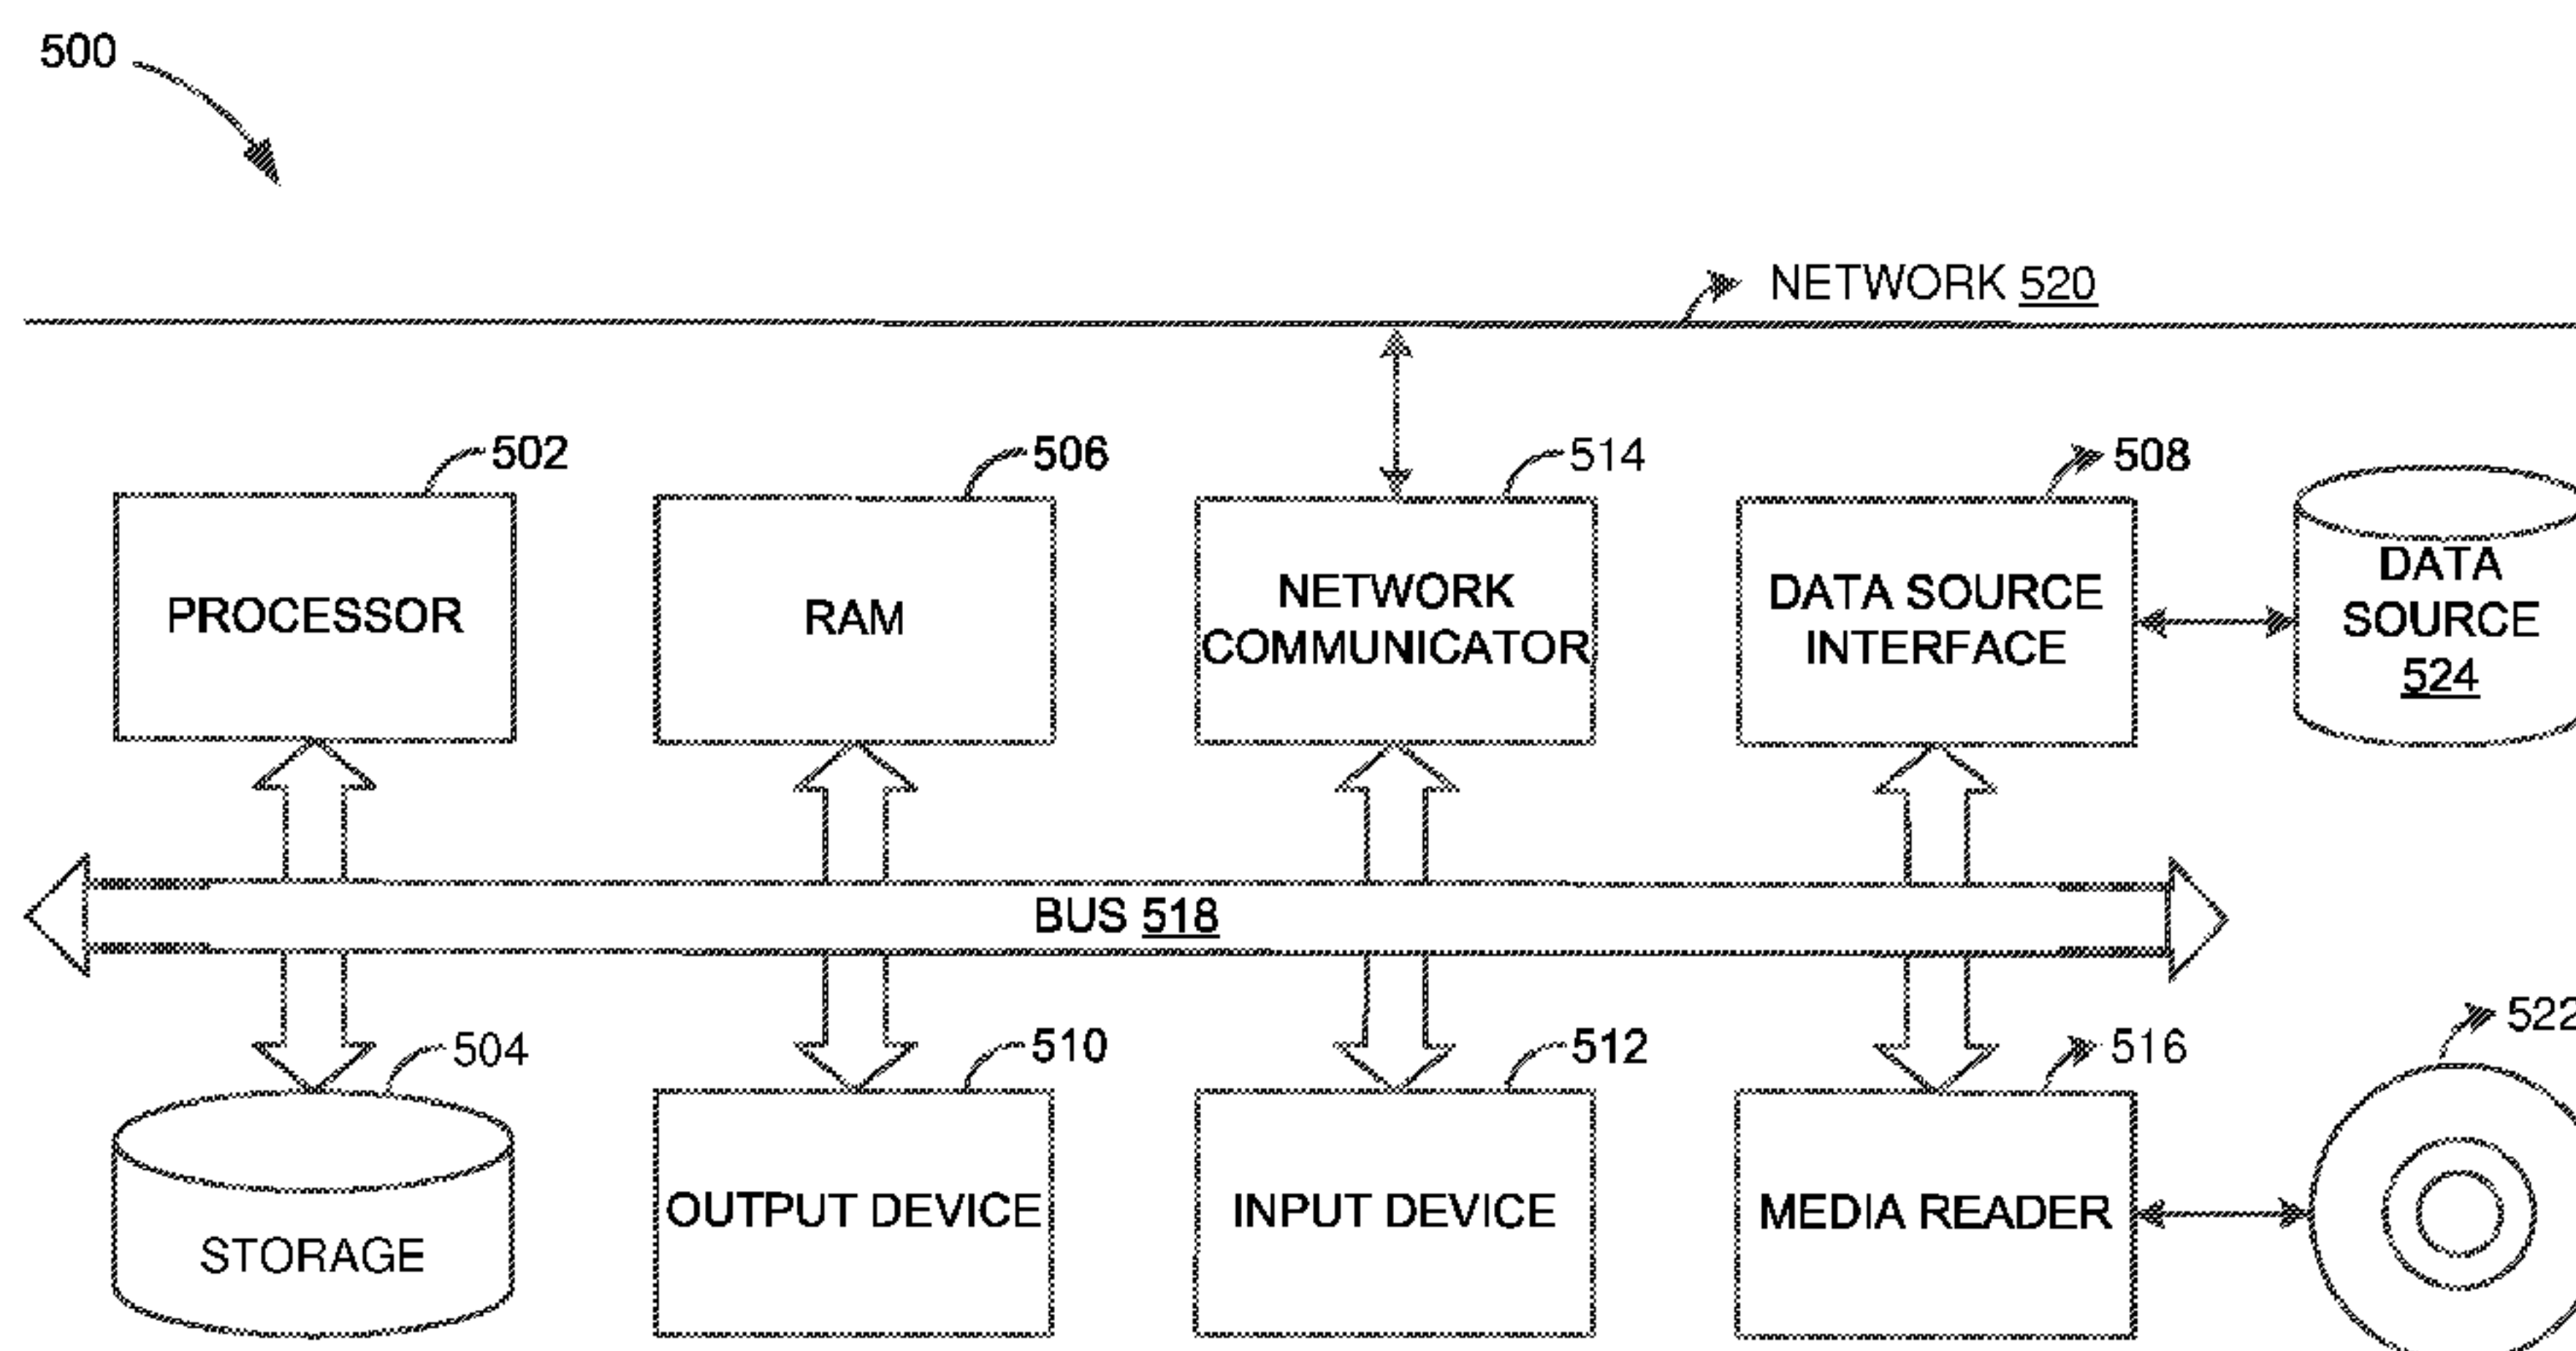 500
NETWORK 520
502
506
514
508
PROCESSOR
RAM
NETWORK
COMMUNICATOR
DATA SOURCE
INTERFACE
DATA
SOURCE
524
BUS 518
504
510
512
516
522
STORAGE
OUTPUT DEVICE
INPUT DEVICE
MEDIA READER